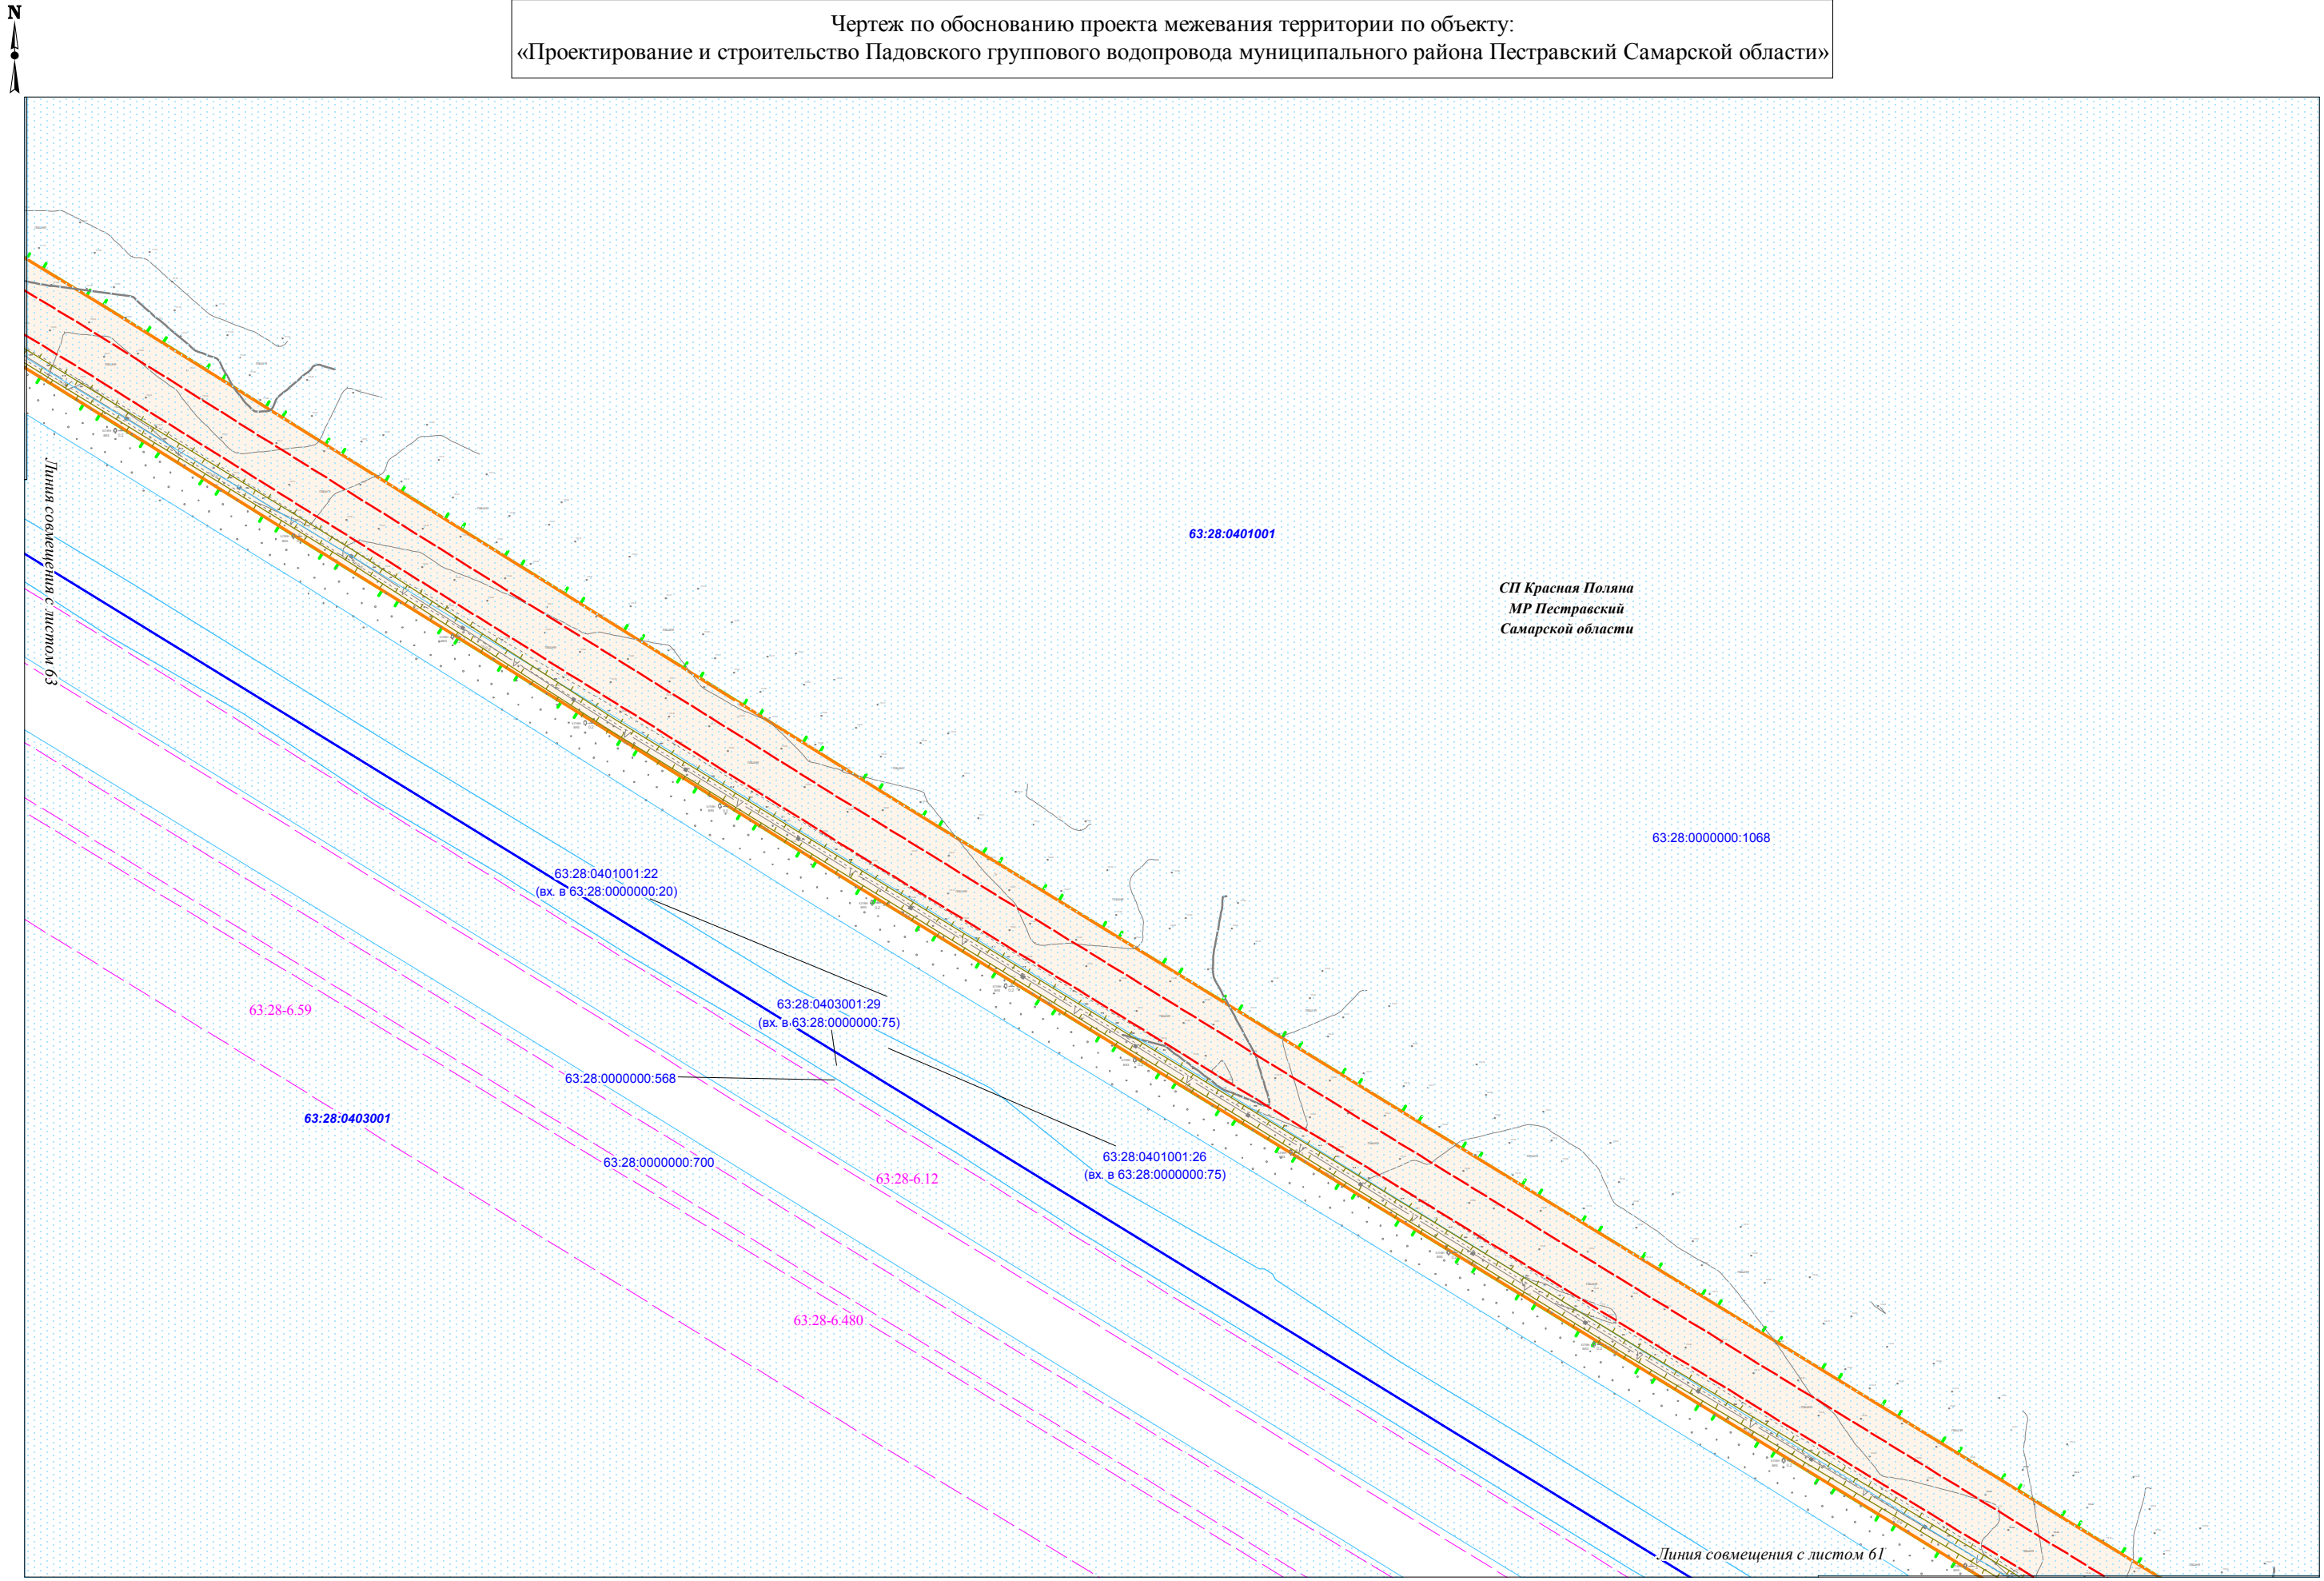 N
Чертеж по обоснованию проекта межевания территории по объекту:
«Проектирование и строительство Падовского группового водопровода муниципального района Пестравский Самарской области»
Линия совмещения с листом 63
63:28:0401001
СП Красная Поляна
МР Пестравский
Самарской области
63:28:0000000:1068
63:28:0401001:22
(вх. в 63:28:0000000:20)
63:28:0403001:29
(вх. в 63:28:0000000:75)
63:28-6.59
63:28:0000000:568
63:28:0403001
63:28:0000000:700
63:28-6.12
63:28:0401001:26
(вх. в 63:28:0000000:75)
63:28-6.480
Линия совмещения с листом 61